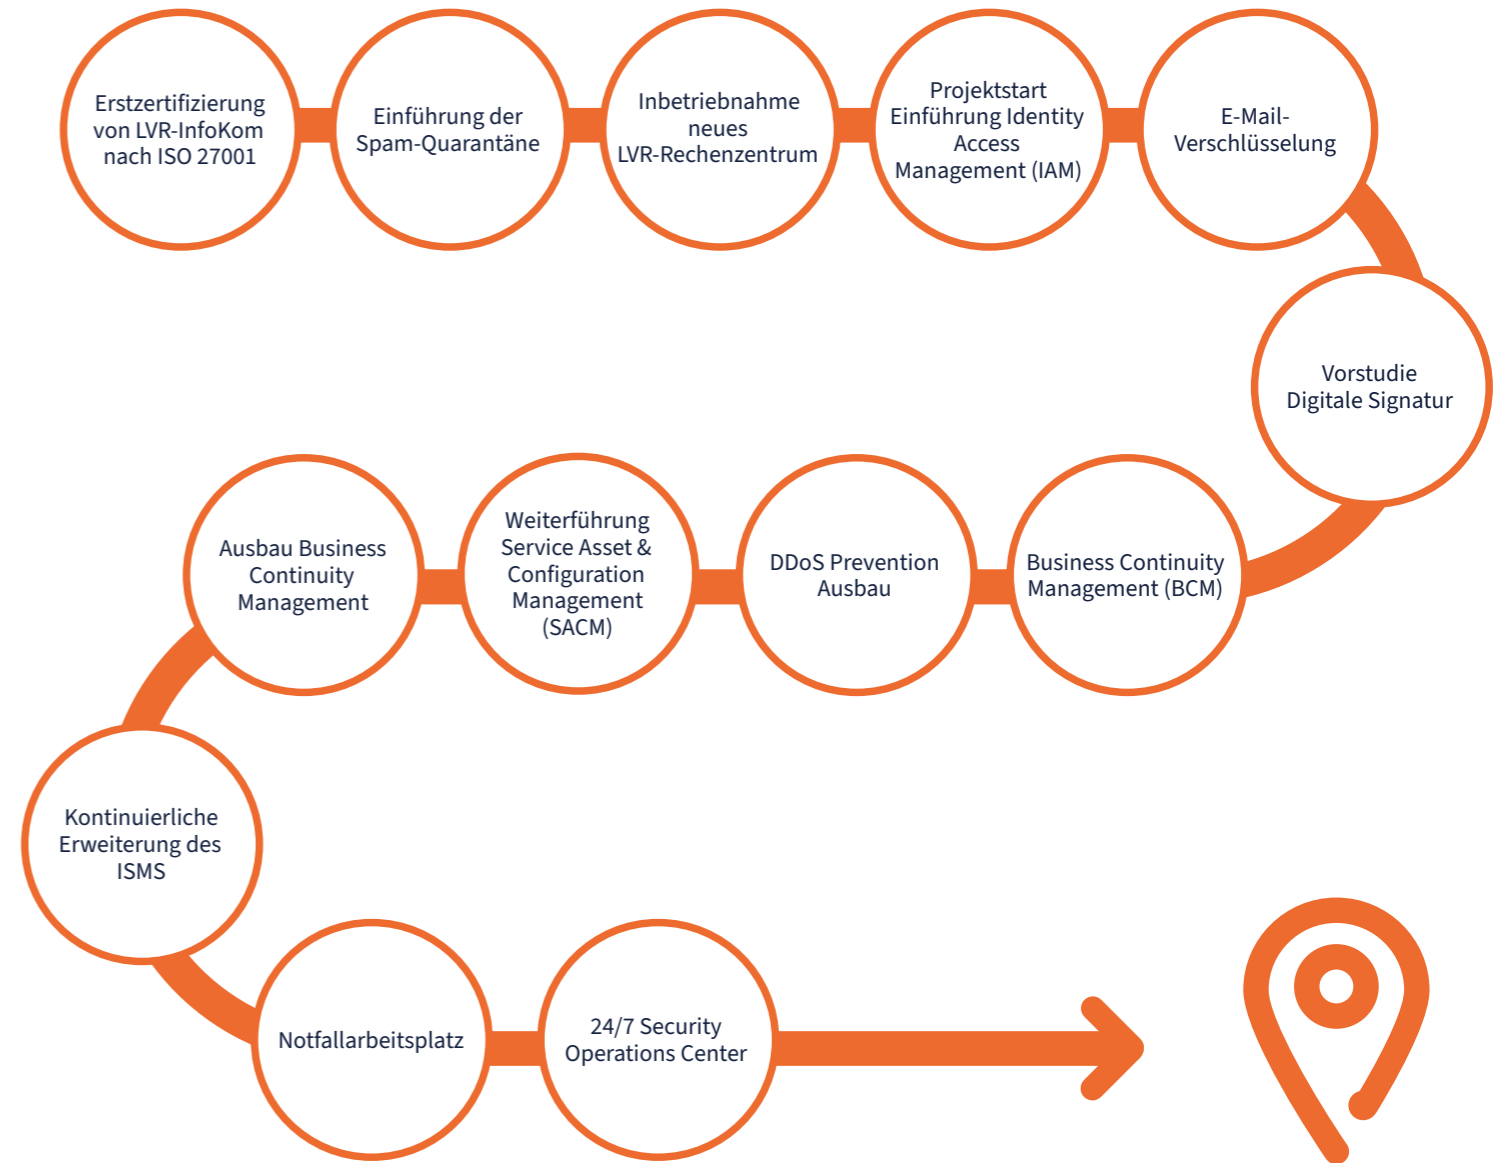 Erstzertifizierung
von LVR-InfoKom
nach ISO 27001
Einführung der
Spam-Quarantäne
Inbetriebnahme
neues
LVR-Rechenzentrum
Projektstart
Einführung Identity
Access
Management (IAM)
E-Mail-
Verschlüsselung
Vorstudie
Digitale Signatur
Business Continuity
Management (BCM)
DDoS Prevention
Ausbau
Weiterführung
Service Asset &
Configuration
Management
(SACM)
Ausbau Business
Continuity
Management
Kontinuierliche
Erweiterung des
ISMS
Notfallarbeitsplatz
24/7 Security
Operations Center